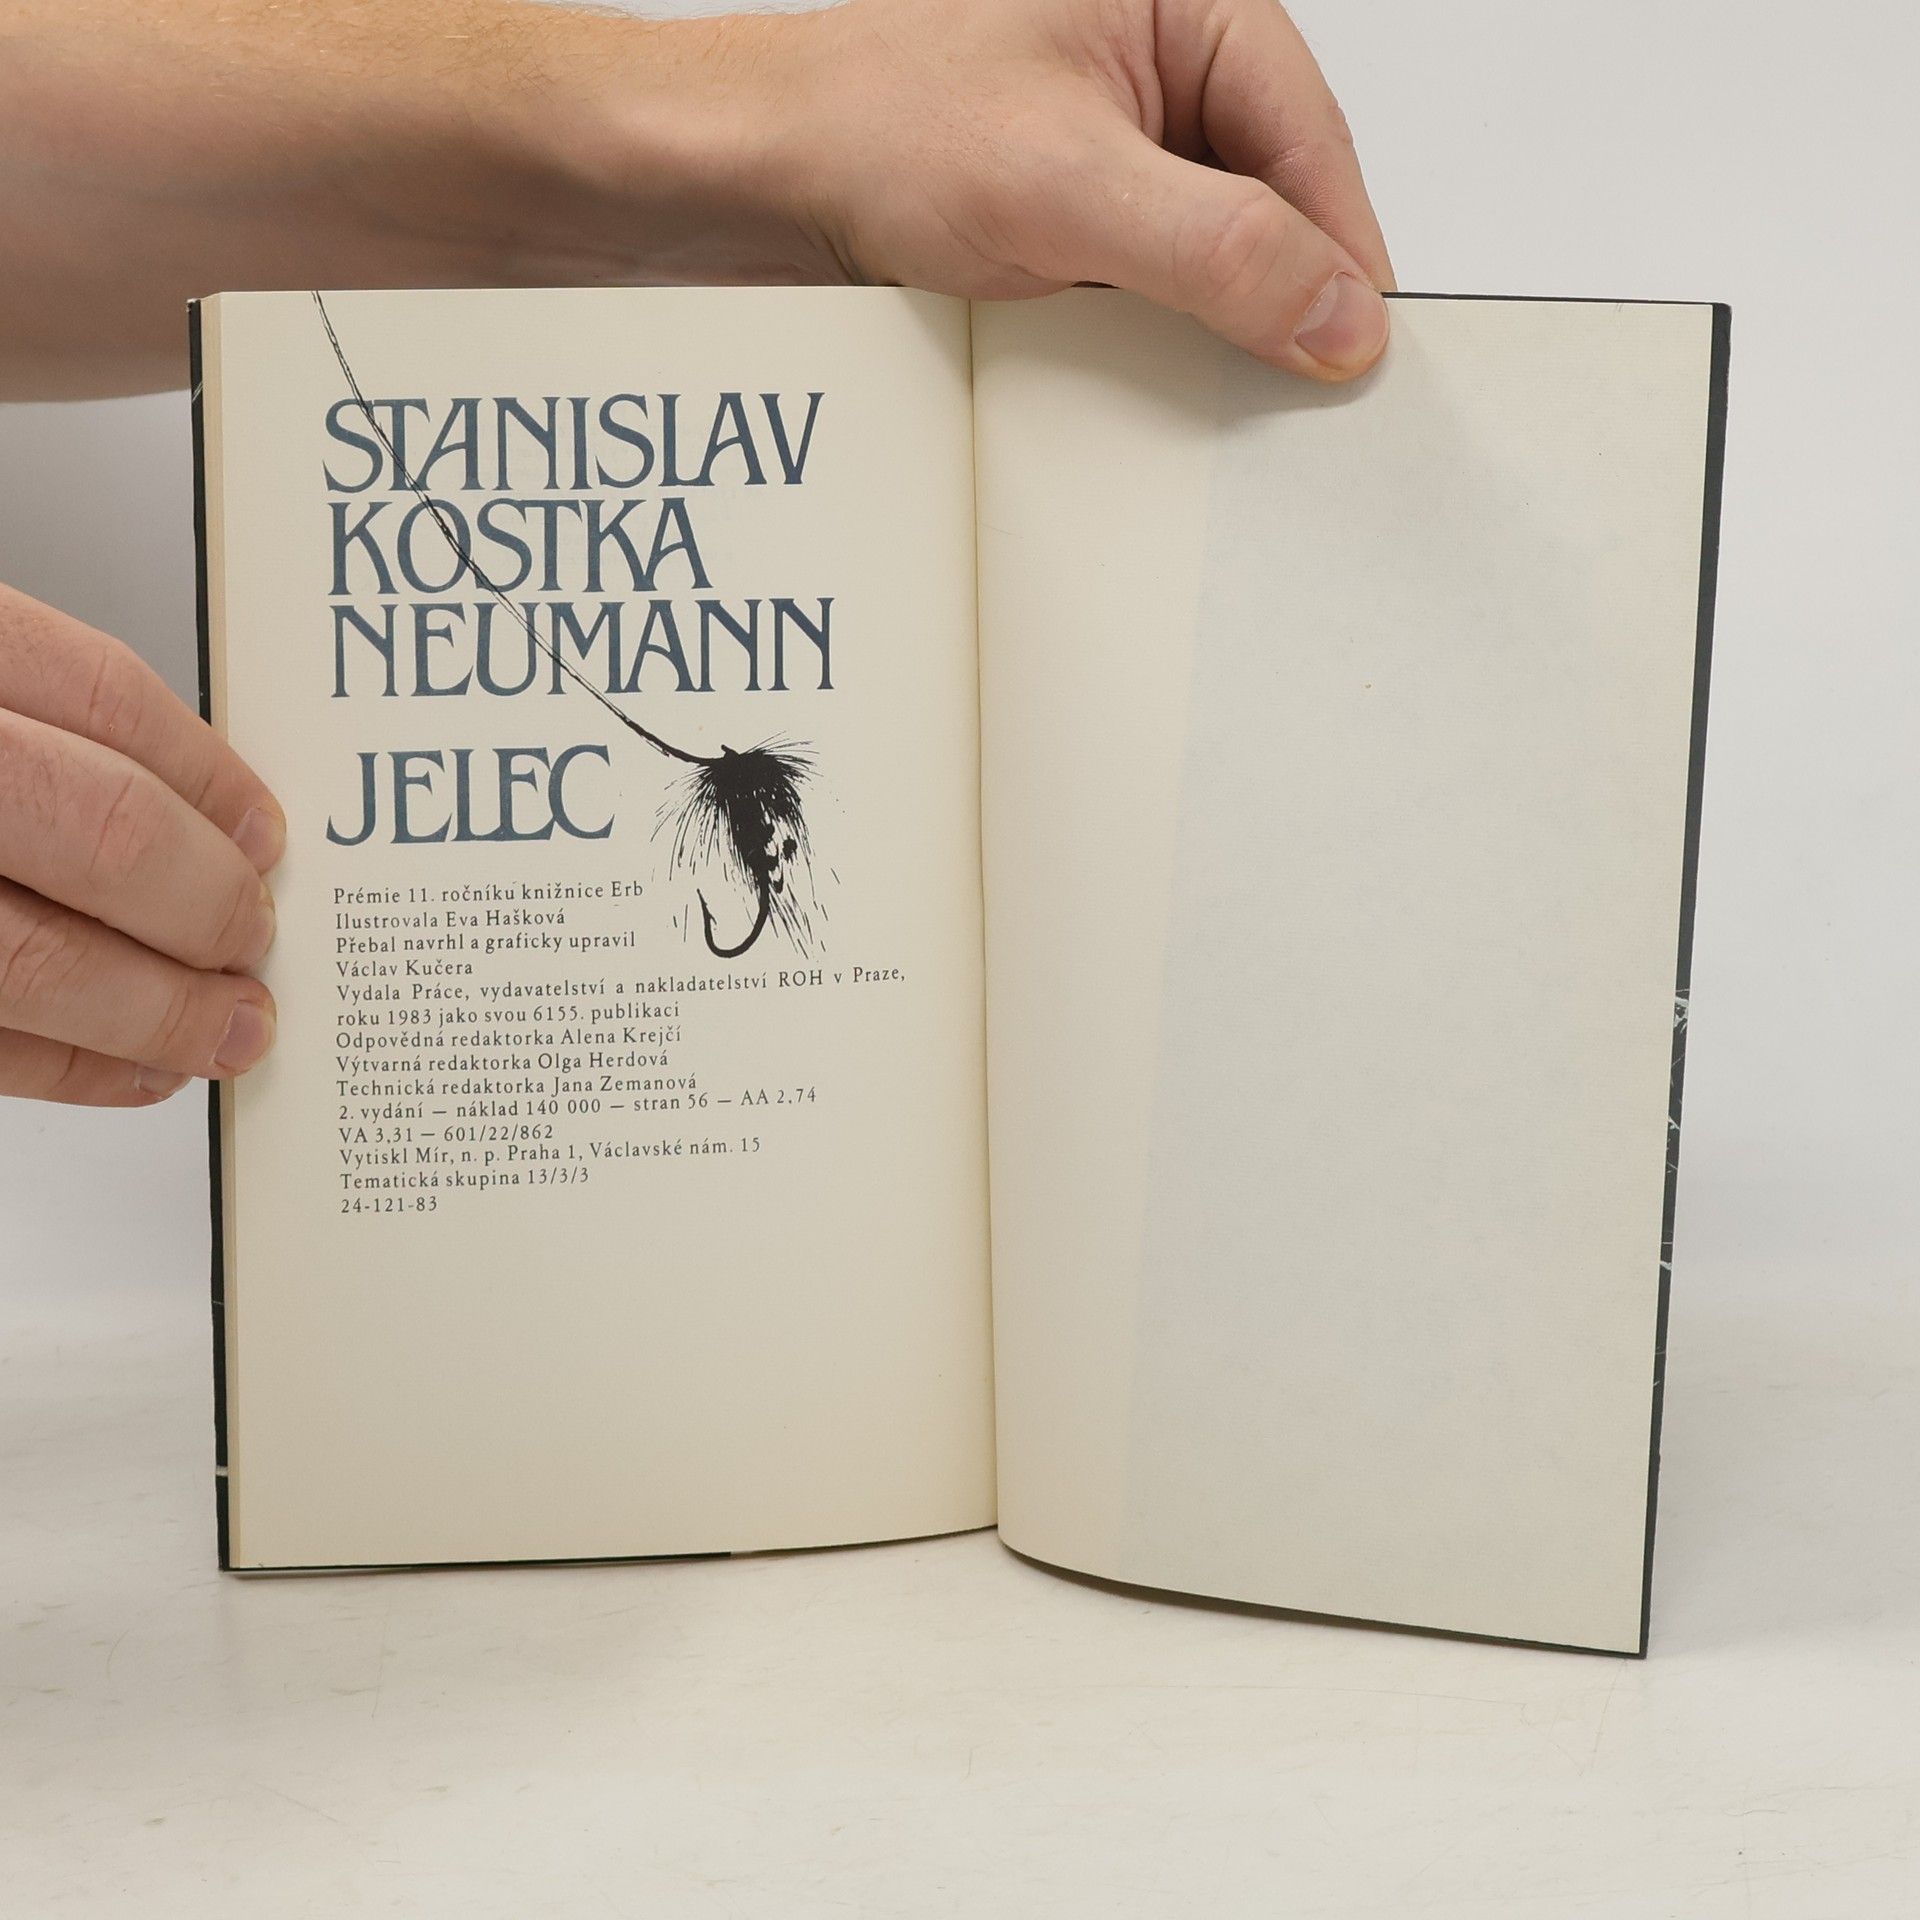 STANISLAV
KOSTKA
NEUMANN
JELEC
Prémie 11. ročníku knižnice Erb
Ilustrovala Eva Hašková
Přebal navrhl a graficky upravil
Václav Kučera
Vydala Práce, vydavatelství a nakladatelství ROH v Praze,
roku 1983 jako svou 6155. publikaci
Odpovědná redaktorka Alena Krejčí
Výtvarná redaktorka Olga Herdová
Technická redaktorka Jana Zemanová
2. vydání — náklad 140 000 — stran 56 — AA 2,74
VA 3,31 — 601/22/862
Vytiskl Mír, n. p. Praha 1, Václavské nám. 15
Tematická skupina 13/3/3
24-121-83